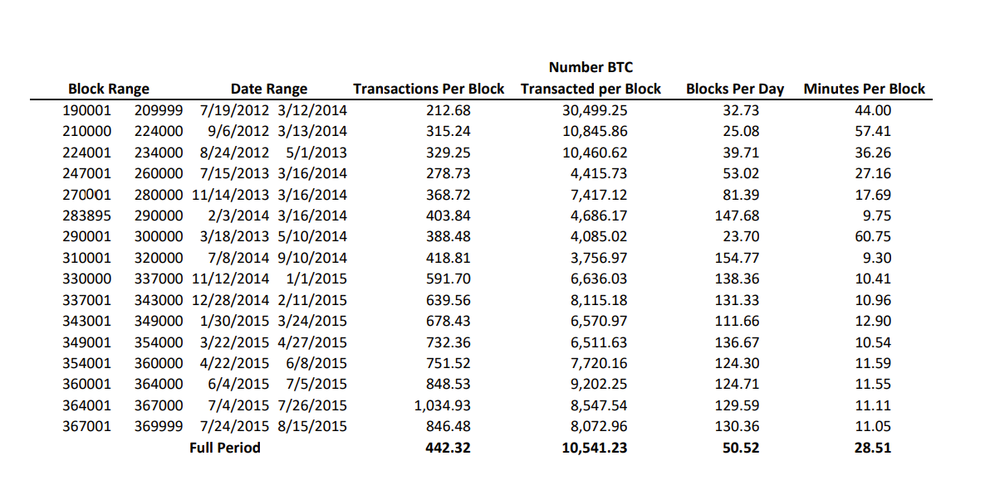 Number BTC
Block Range Date Range Transactions Per Block Transacted per Block Blocks Per Day Minutes Per Block
190001 209999 7/19/2012 3/12/2014 212.68 30,499.25 32.73 44.00
210000 224000 9/6/2012 3/13/2014 315.24 10,845.86 25.08 57.41
224001 234000 8/24/2012 5/1/2013 329.25 10,460.62 39.71 36.26
247001 260000 7/15/2013 3/16/2014 278.73 4,415.73 53.02 27.16
270001 280000 11/14/2013 3/16/2014 368.72 7,417.12 81.39 17.69
283895 290000 2/3/2014 3/16/2014 403.84 4,686.17 147.68 9.75
290001 300000 3/18/2013 5/10/2014 388.48 4,085.02 23.70 60.75
310001 320000 7/8/2014 9/10/2014 418.81 3,756.97 154.77 9.30
330000 337000 11/12/2014 1/1/2015 591.70 6,636.03 138.36 10.41
337001 343000 12/28/2014 2/11/2015 639.56 8,115.18 131.33 10.96
343001 349000 1/30/2015 3/24/2015 678.43 6,570.97 111.66 12.90
349001 354000 3/22/2015 4/27/2015 732.36 6,511.63 136.67 10.54
354001 360000 4/22/2015 6/8/2015 751.52 7,720.16 124.30 11.59
360001 364000 6/4/2015 7/5/2015 848.53 9,202.25 124.71 11.55
364001 367000 7/4/2015 7/26/2015 1,034.93 8,547.54 129.59 11.11
367001 369999 7/24/2015 8/15/2015 846.48 8,072.96 130.36 11.05
Full Period 442.32 10,541.23 50.52 28.51